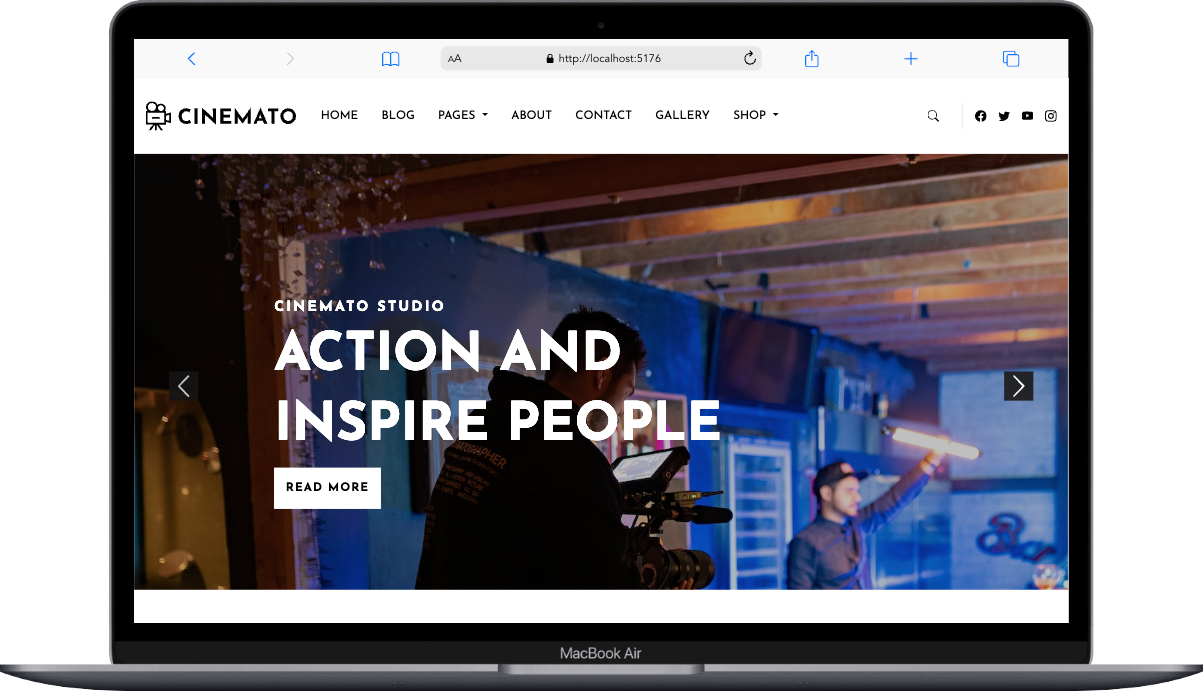 AA
http://localhost:5176
CINEMATO
HOME BLOG PAGES ABOUT CONTACT GALLERY SHOP
CINEMATO STUDIO
ACTION AND
INSPIRE PEOPLE
READ MORE
MacBook Air